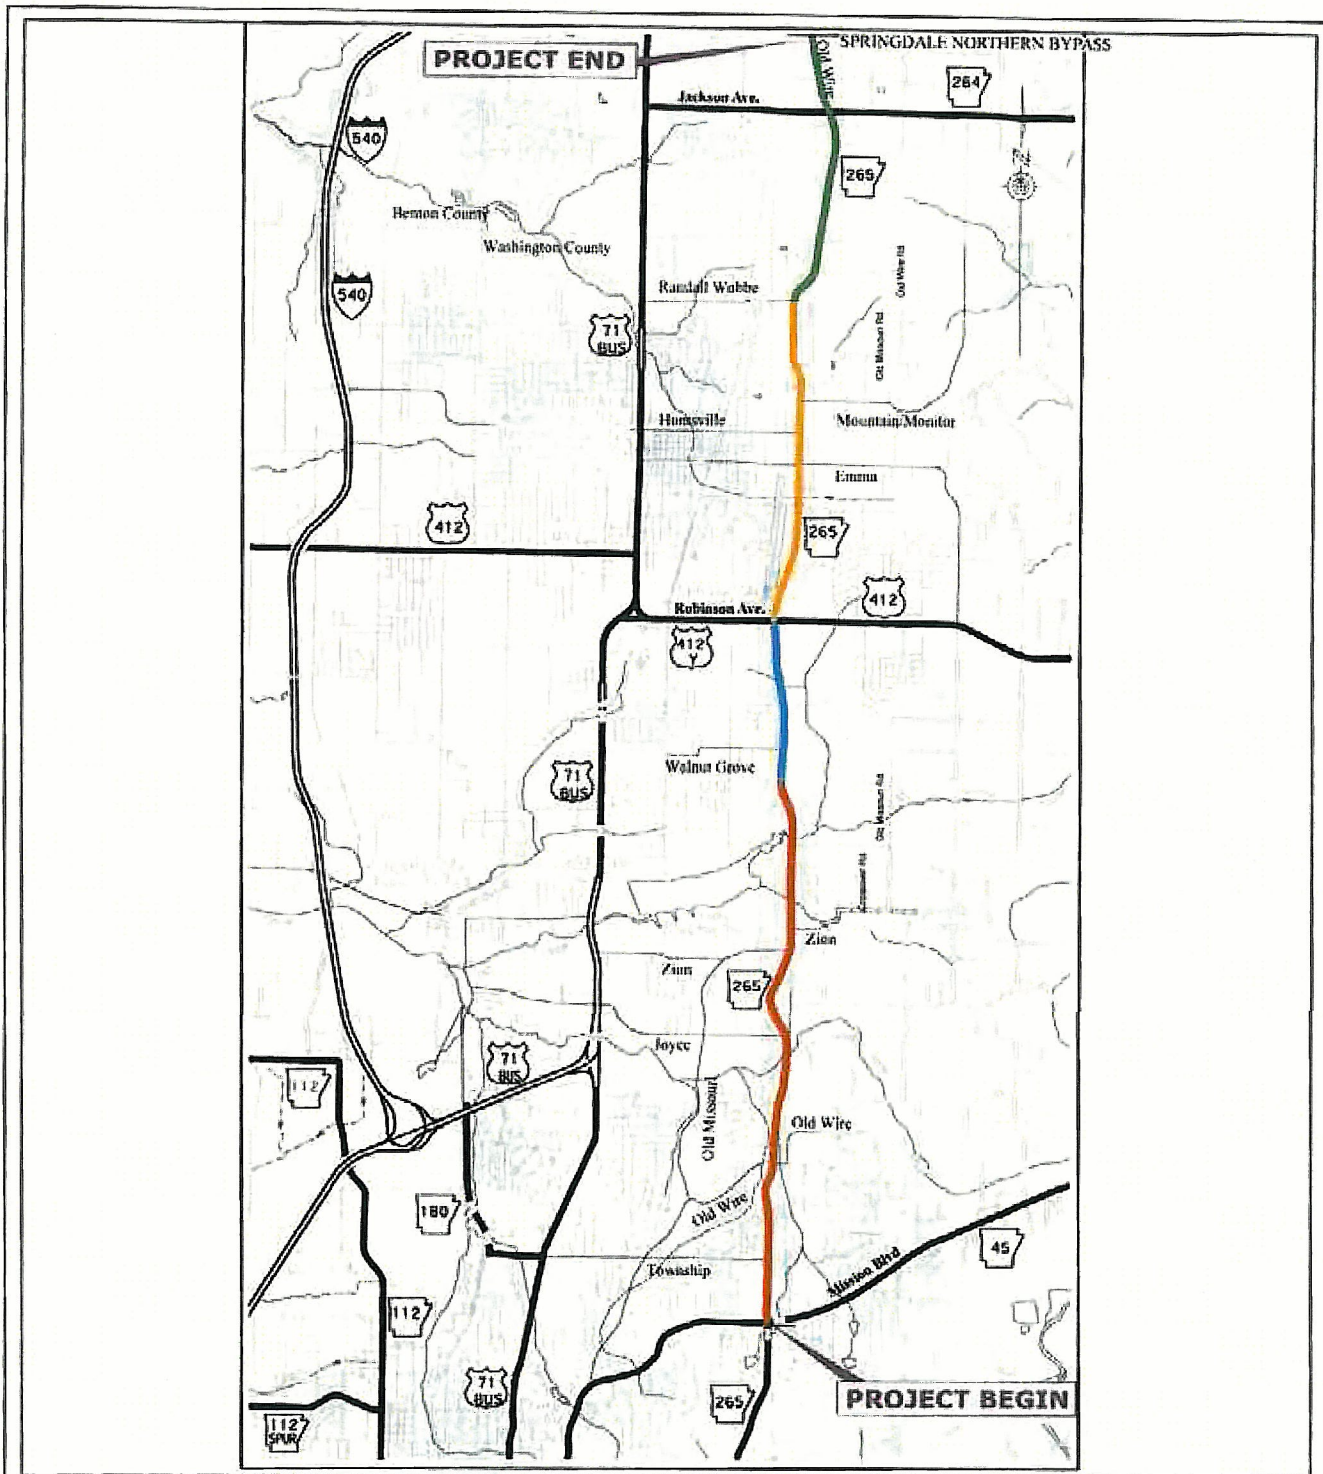 PROJECT END
Old Wire
SPRINGDALE NORTHERN BYPASS
264
Jackson Ave.
540
265
N
Benton County
Washington County
Old Wire Rd
540
Randall Wobbe
71
BUS
Old Missouri Rd
Huntsville
Mountain/Monitor
Emma
412
265
412
Robinson Ave.
412
Y
Walnut Grove
71
BUS
Old Missouri Rd
Zion
Zion
265
Joyce
71
BUS
112
Old Missouri
Old Wire
180
Old Wire
45
Mission Blvd
Township
112
71
BUS
265
PROJECT BEGIN
112
SPUR